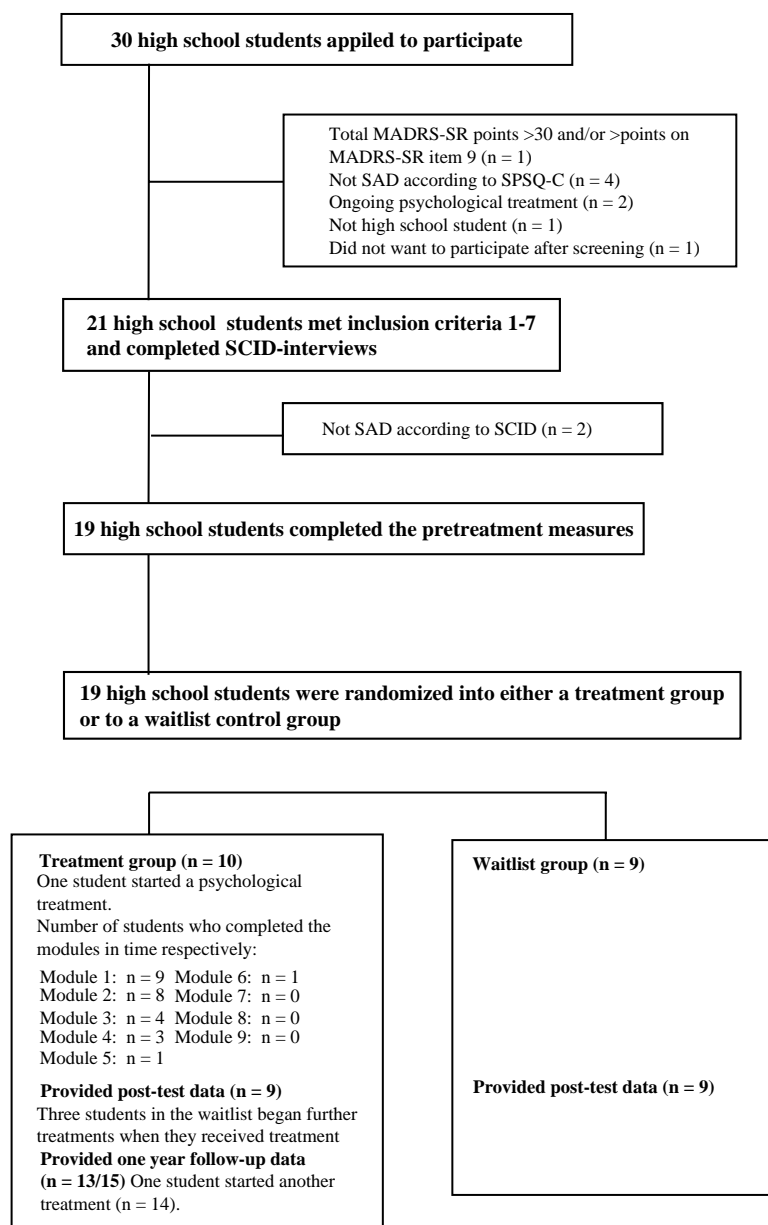 30 high school students appiled to participate
Total MADRS-SR points >30 and/or >points on
MADRS-SR item 9 (n = 1)
Not SAD according to SPSQ-C (n = 4)
Ongoing psychological treatment (n = 2)
Not high school student (n = 1)
Did not want to participate after screening (n = 1)
21 high school students met inclusion criteria 1-7
and completed SCID-interviews
Not SAD according to SCID (n = 2)
19 high school students completed the pretreatment measures
19 high school students were randomized into either a treatment group
or to a waitlist control group
Treatment group (n = 10)
One student started a psychological
treatment.
Number of students who completed the
modules in time respectively:
Module 1: n = 9 Module 6: n = 1
Module 2: n = 8 Module 7: n = 0
Module 3: n = 4 Module 8: n = 0
Module 4: n = 3 Module 9: n = 0
Module 5: n = 1
Provided post-test data (n = 9)
Three students in the waitlist began further
treatments when they received treatment
Provided one year follow-up data
(n = 13/15) One student started another
treatment (n = 14).
Waitlist group (n = 9)
Provided post-test data (n = 9)